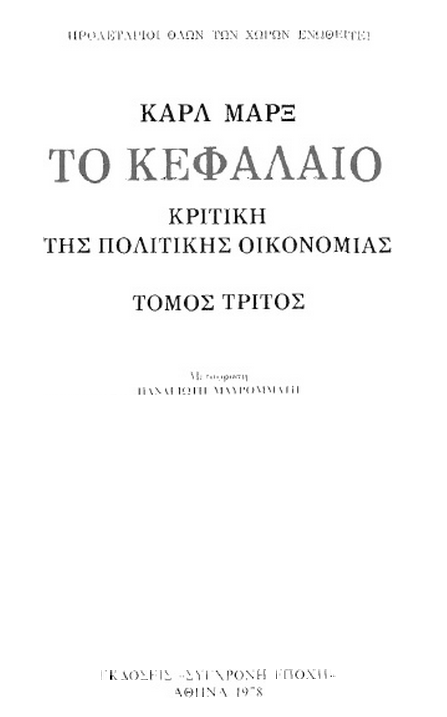 ΠΡΟΛΕΤΑΡΙΟΙ ΟΛΩΝ ΤΩΝ ΧΩΡΩΝ ΕΝΩΘΕΙΤΕ!
ΚΑΡΛ ΜΑΡΞ
ΤΟ ΚΕΦΑΛΑΙΟ
ΚΡΙΤΙΚΗ
ΤΗΣ ΠΟΛΙΤΙΚΗΣ ΟΙΚΟΝΟΜΙΑΣ
ΤΟΜΟΣ ΤΡΙΤΟΣ
Μετάφραση
ΠΑΝΑΓΙΩΤΗ ΜΑΥΡΟΜΜΑΤΗ
ΕΚΔΟΣΕΙΣ «ΣΥΓΧΡΟΝΗ ΕΠΟΧΗ»
ΑΘΗΝΑ 1978